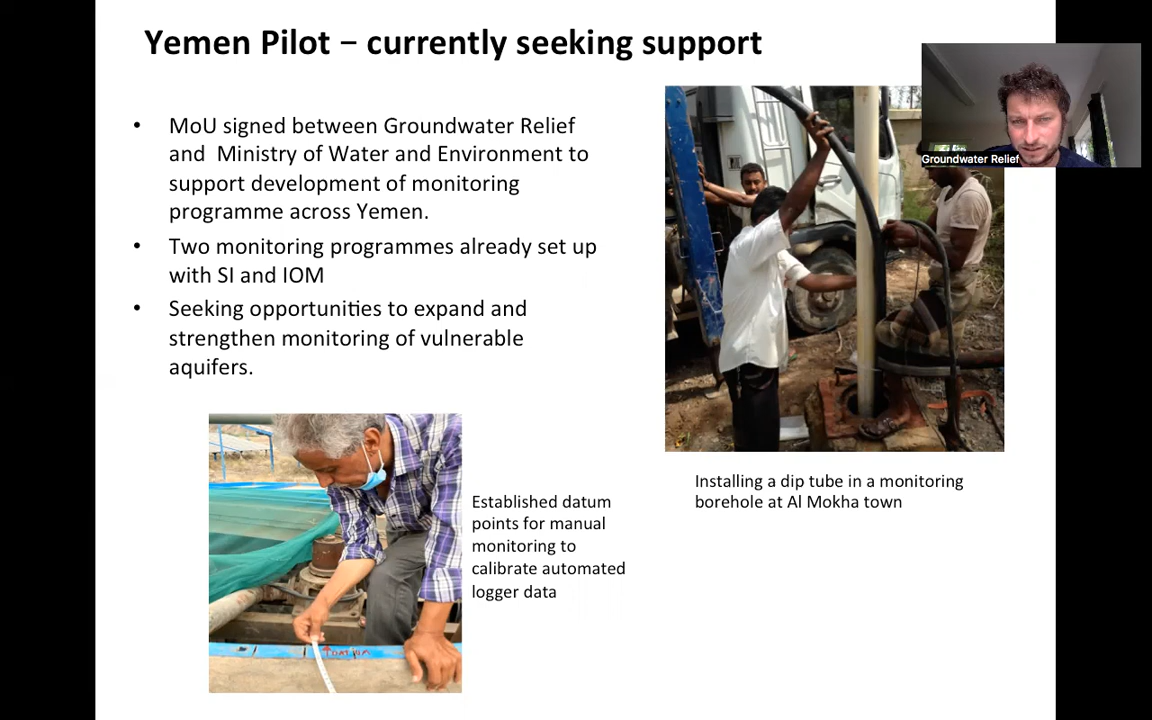 Yemen Pilot – currently seeking support
• MoU signed between Groundwater Relief
and Ministry of Water and Environment to
support development of monitoring
programme across Yemen.
• Two monitoring programmes already set up
with SI and IOM
• Seeking opportunities to expand and
strengthen monitoring of vulnerable
aquifers.
Groundwater Relief
Installing a dip tube in a monitoring
borehole at Al Mokha town
Established datum
points for manual
monitoring to
calibrate automated
logger data